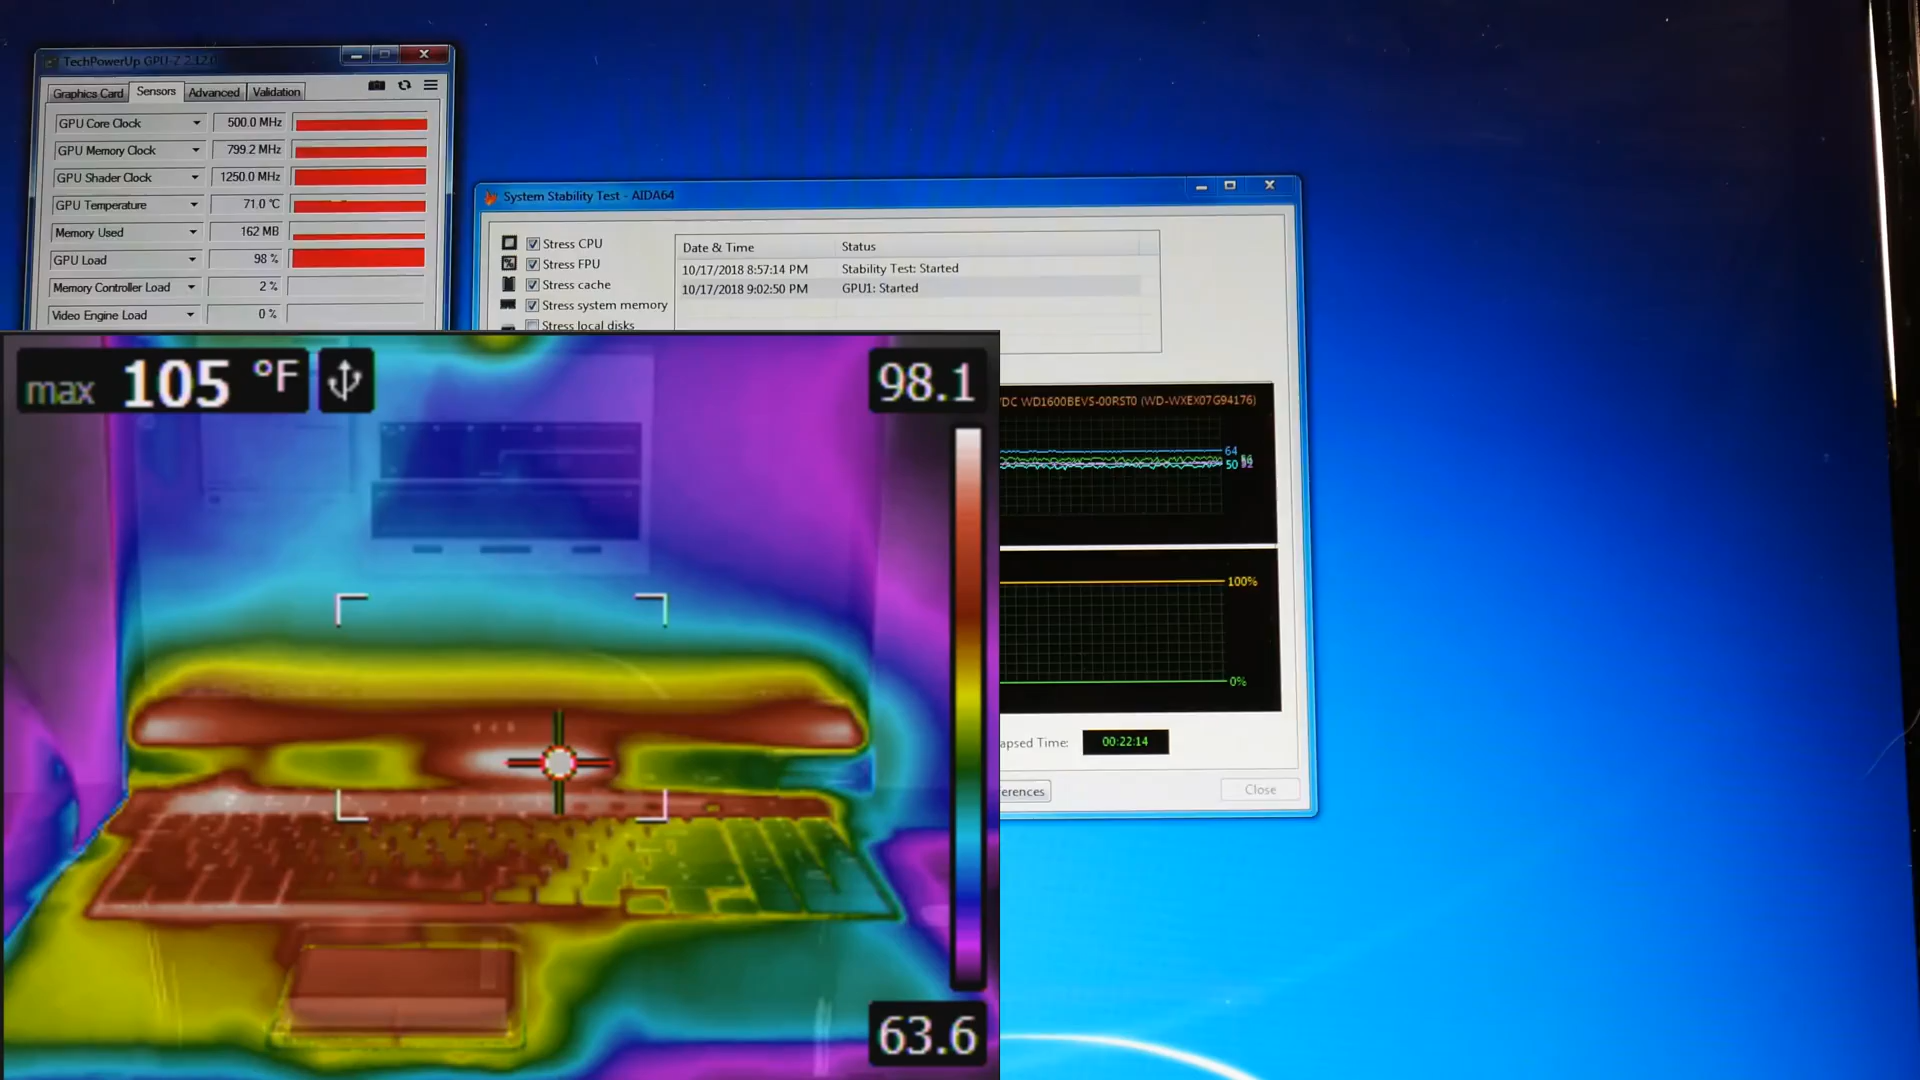 TechPowerUp GPU-Z 2.12.0
Graphics Card Sensors Advanced Validation
GPU Core Clock 500.0 MHz
GPU Memory Clock 799.2 MHz
GPU Shader Clock 1250.0 MHz
GPU Temperature 71.0 °C
Memory Used 162 MB
GPU Load 98 %
Memory Controller Load 2 %
Video Engine Load 0 %
System Stability Test - AIDA64
Stress CPU
Stress FPU
Stress cache
Stress system memory
Stress local disks
Date & Time Status
10/17/2018 8:57:14 PM Stability Test: Started
10/17/2018 9:02:50 PM GPU1: Started
WD1600BEVS-00RST0 (WD-WXEX07G94176)
64
50
100%
0%
apsed Time: 00:22:14
erences Close
max 105 °F
98.1
63.6